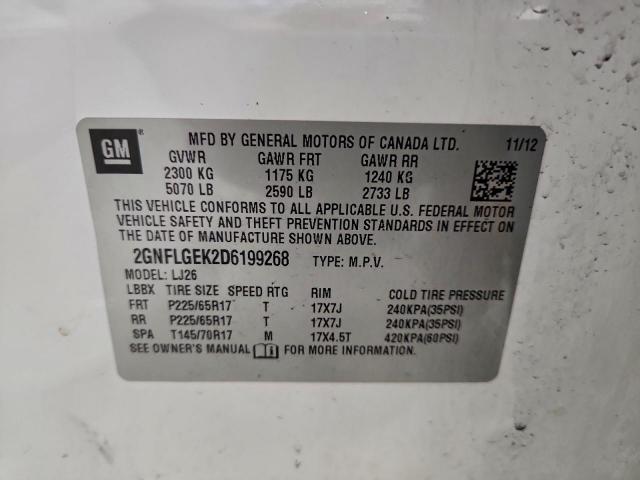 GM® MFD BY GENERAL MOTORS OF CANADA LTD. 11/12
GVWR GAWR FRT GAWR RR
2300 KG 1175 KG 1240 KG
5070 LB 2590 LB 2733 LB
THIS VEHICLE CONFORMS TO ALL APPLICABLE U.S. FEDERAL MOTOR
VEHICLE SAFETY AND THEFT PREVENTION STANDARDS IN EFFECT ON
THE DATE OF MANUFACTURE SHOWN ABOVE.
2GNFLGEK2D6199268 TYPE: M.P.V.
MODEL: LJ26
LBBX TIRE SIZE SPEED RTG RIM COLD TIRE PRESSURE
FRT P225/65R17 T 17X7J 240KPA(35PSI)
RR P225/65R17 T 17X7J 240KPA(35PSI)
SPA T145/70R17 M 17X4.5T 420KPA(60PSI)
SEE OWNER'S MANUAL FOR MORE INFORMATION.